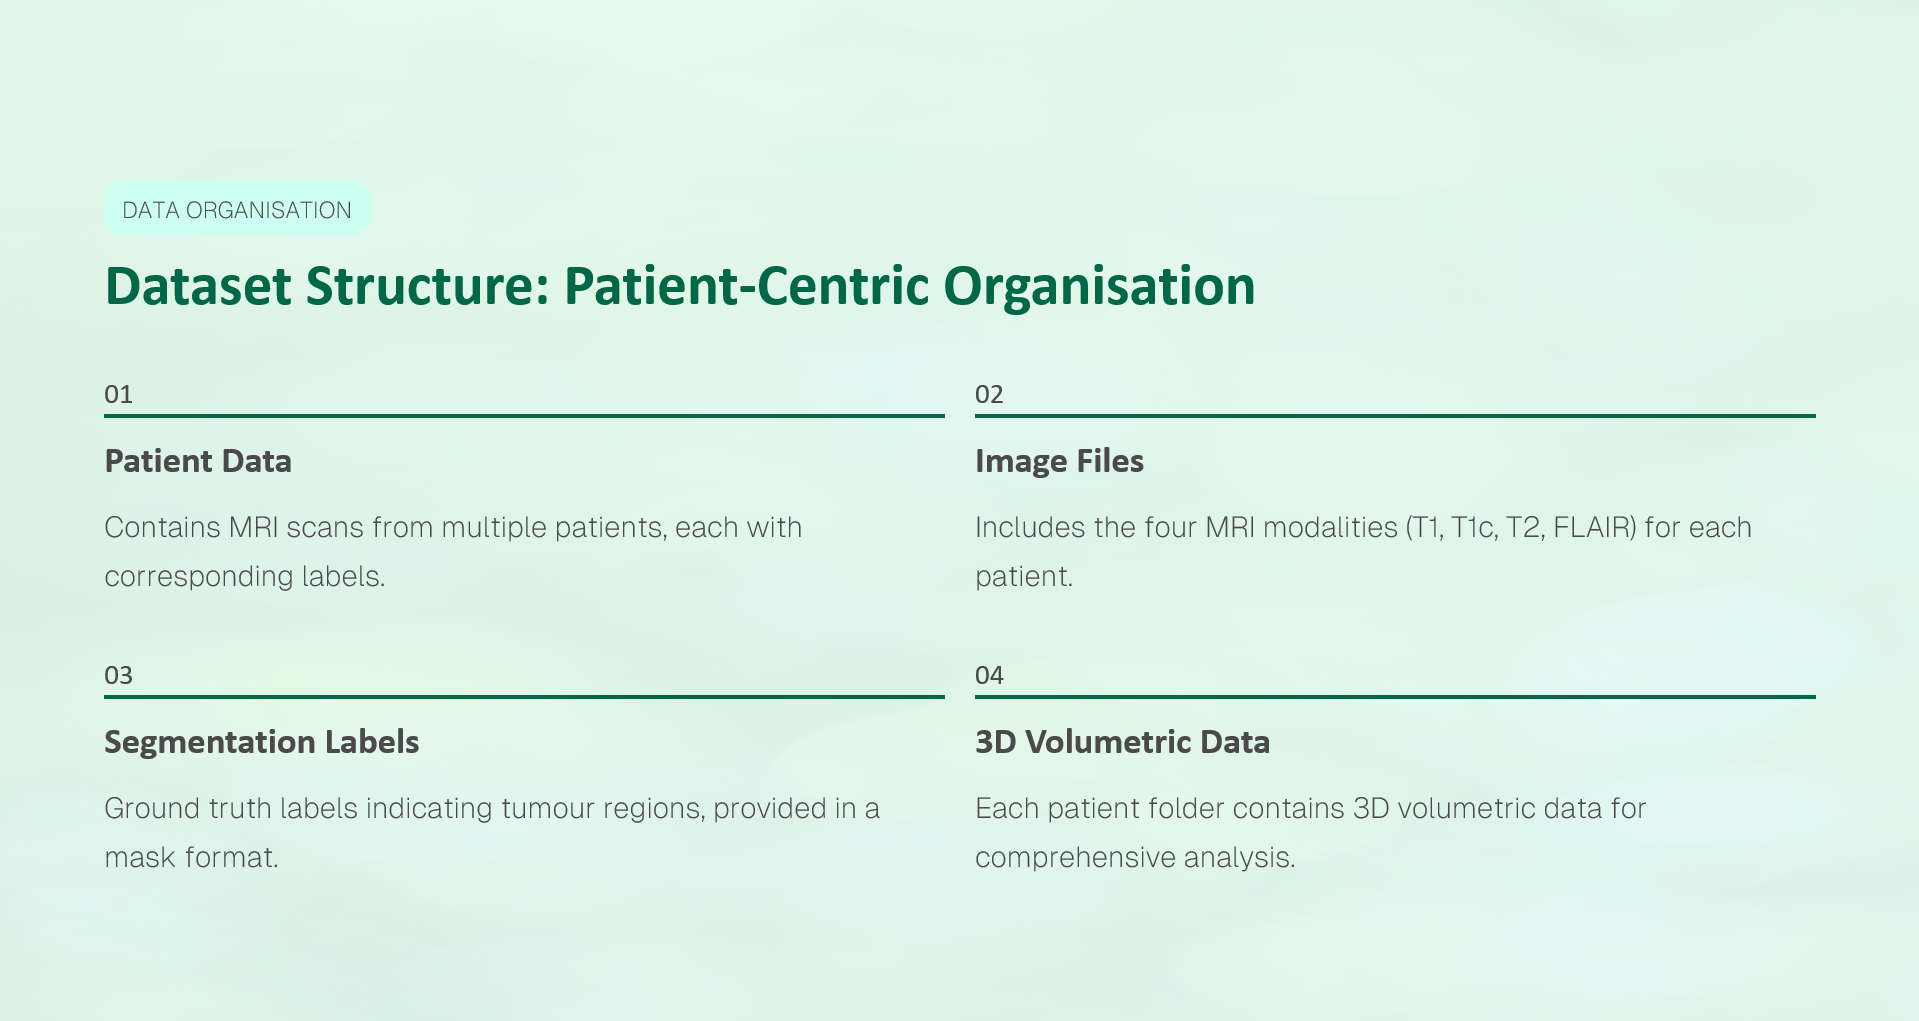 DATA ORGANISATION
Dataset Structure: Patient-Centric Organisation
01
Patient Data
Contains MRI scans from multiple patients, each with
corresponding labels.
02
Image Files
Includes the four MRI modalities (T1, T1c, T2, FLAIR) for each
patient.
03
Segmentation Labels
Ground truth labels indicating tumour regions, provided in a
mask format.
04
3D Volumetric Data
Each patient folder contains 3D volumetric data for
comprehensive analysis.